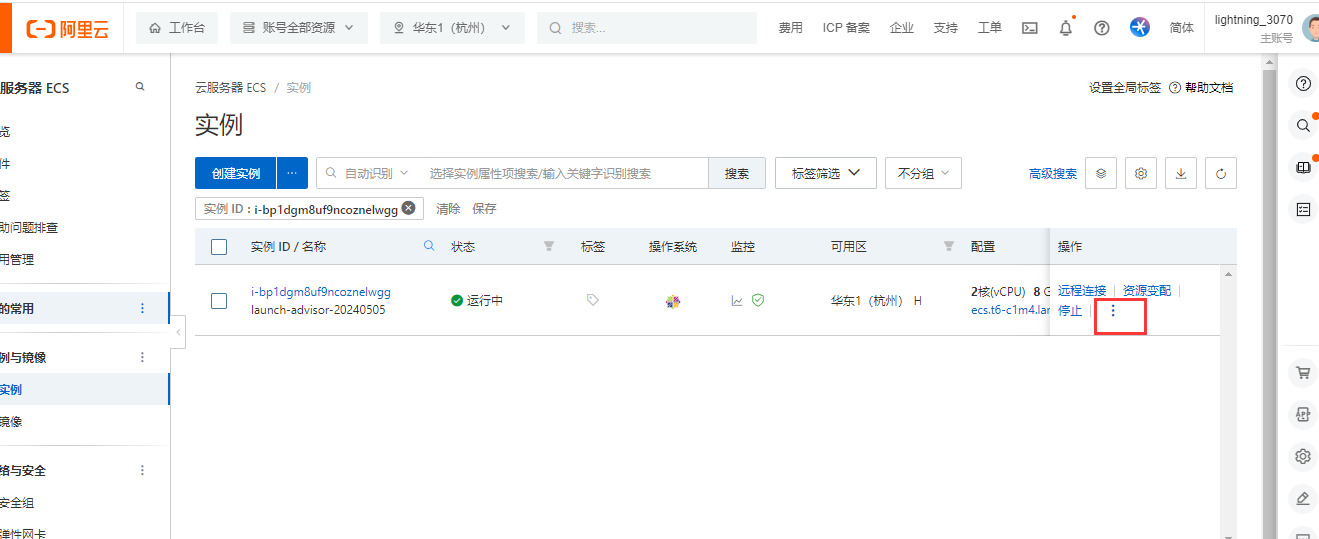 阿里云
工作台
账号全部资源
华东1（杭州）
搜索...
费用
ICP 备案
企业
支持
工单
简体
lightning_3070
主账号
服务器 ECS
览
件
签
助问题排查
用管理
的常用
例与镜像
实例
镜像
络与安全
安全组
弹性网卡
云服务器 ECS / 实例
设置全局标签
帮助文档
实例
创建实例
...
自动识别
选择实例属性项搜索/输入关键字识别搜索
搜索
标签筛选
不分组
高级搜索
实例 ID : i-bp1dgm8uf9ncoznelwgg
清除
保存
实例 ID / 名称
状态
标签
操作系统
监控
可用区
配置
操作
i-bp1dgm8uf9ncoznelwgg
launch-advisor-20240505
运行中
华东1（杭州） H
2核(vCPU) 8 G
ecs.t6-c1m4.lar
远程连接
资源变配
停止